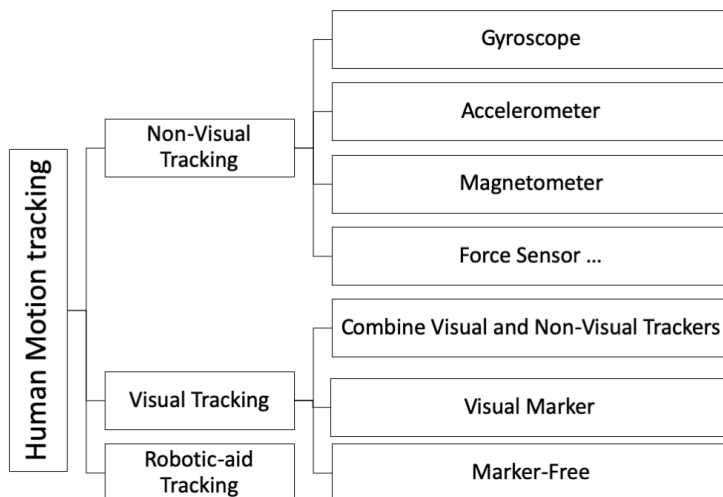 Human Motion tracking
Non-Visual
Tracking
Gyroscope
Accelerometer
Magnetometer
Force Sensor ...
Visual Tracking
Combine Visual and Non-Visual Trackers
Visual Marker
Marker-Free
Robotic-aid
Tracking